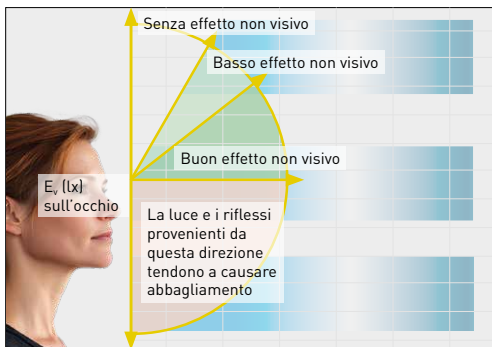 Senza effetto non visivo
Basso effetto non visivo
Buon effetto non visivo
Eᵥ (lx)
sull'occhio
La luce e i riflessi
provenienti da
questa direzione
tendono a causare
abbagliamento